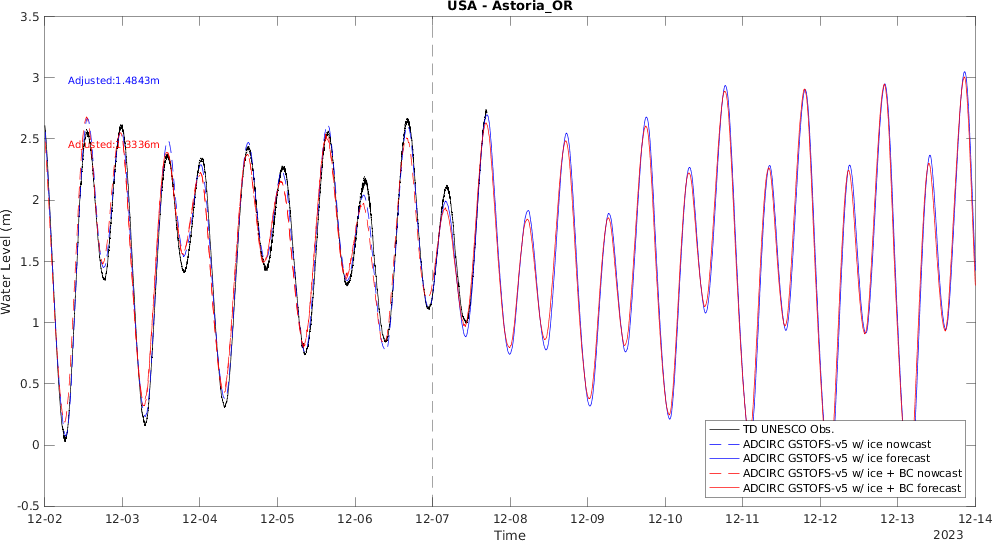 USA - Astoria_OR
3.5
3
2.5
2
1.5
1
0.5
0
-0.5
Water Level (m)
Adjusted:1.4843m
Adjusted:1.3336m
TD UNESCO Obs.
ADCIRC GSTOFS-v5 w/ ice nowcast
ADCIRC GSTOFS-v5 w/ ice forecast
ADCIRC GSTOFS-v5 w/ ice + BC nowcast
ADCIRC GSTOFS-v5 w/ ice + BC forecast
12-02 12-03 12-04 12-05 12-06 12-07 12-08 12-09 12-10 12-11 12-12 12-13 12-14
Time
2023